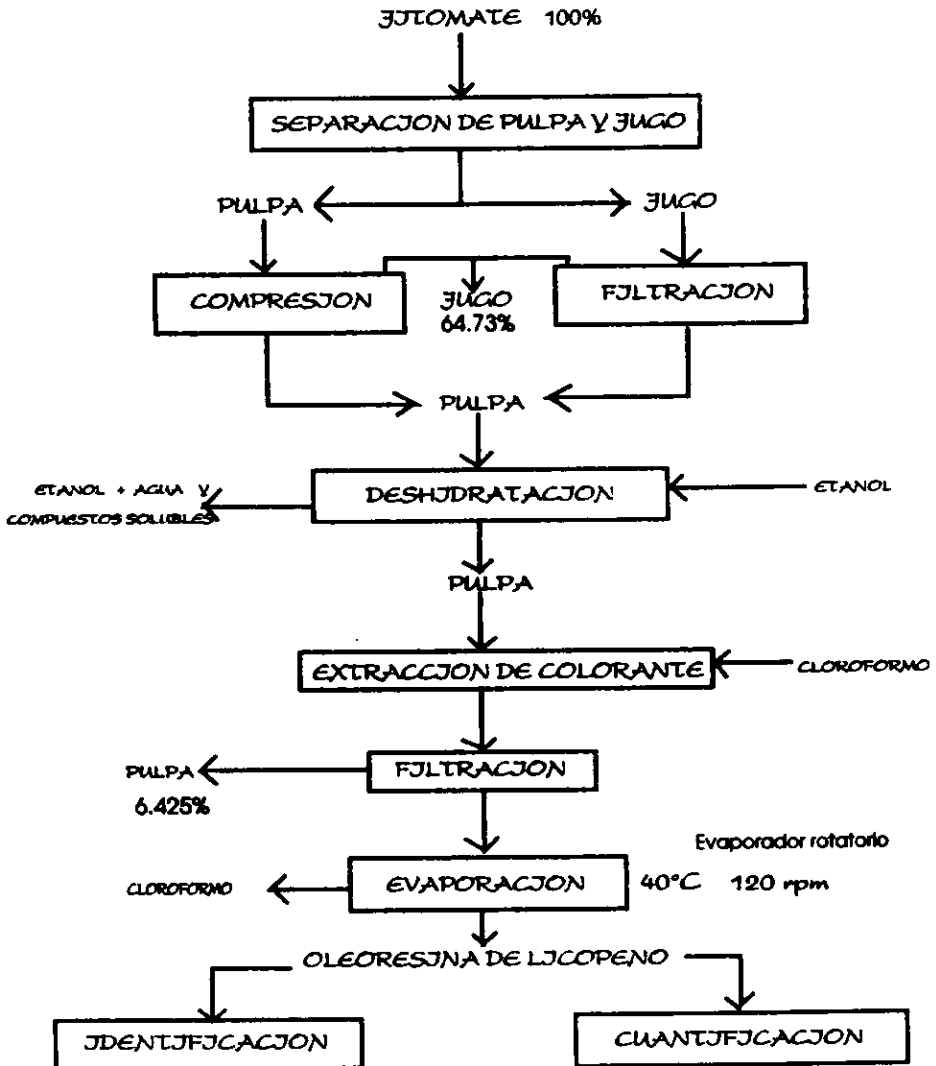 JITOMATE 100%
SEPARACION DE PULPA Y JUGO
PULPA
JUGO
COMPRESION
JUGO
64.73%
FILTRACION
PULPA
ETANOL + AGUA Y
COMPUESTOS SOLUBLES
DESHIDRATACION
ETANOL
PULPA
EXTRACCION DE COLORANTE
CLOROFORMO
PULPA
6.425%
FILTRACION
Evaporador rotatorio
CLOROFORMO
EVAPORACION
40°C 120 rpm
OLEORESINA DE LICOPENO
IDENTIFICACION
CUANTIFICACION